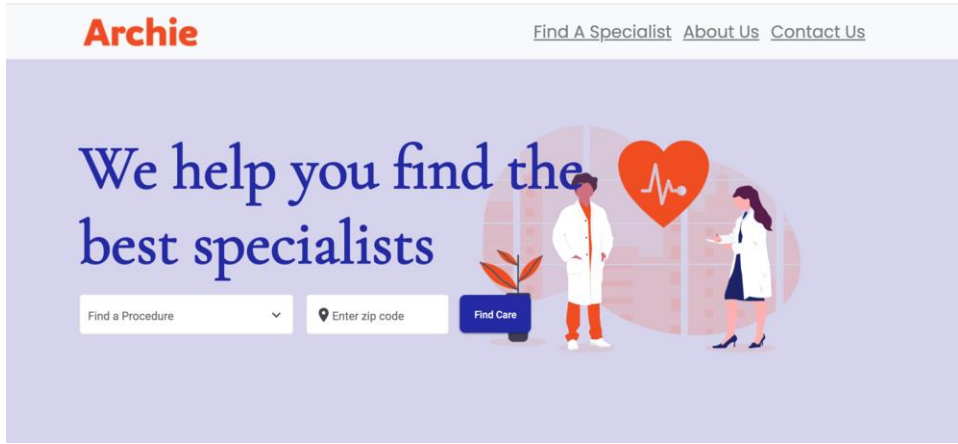 Archie
Find A Specialist About Us Contact Us
We help you find the
best specialists
Find a Procedure
Enter zip code
Find Care